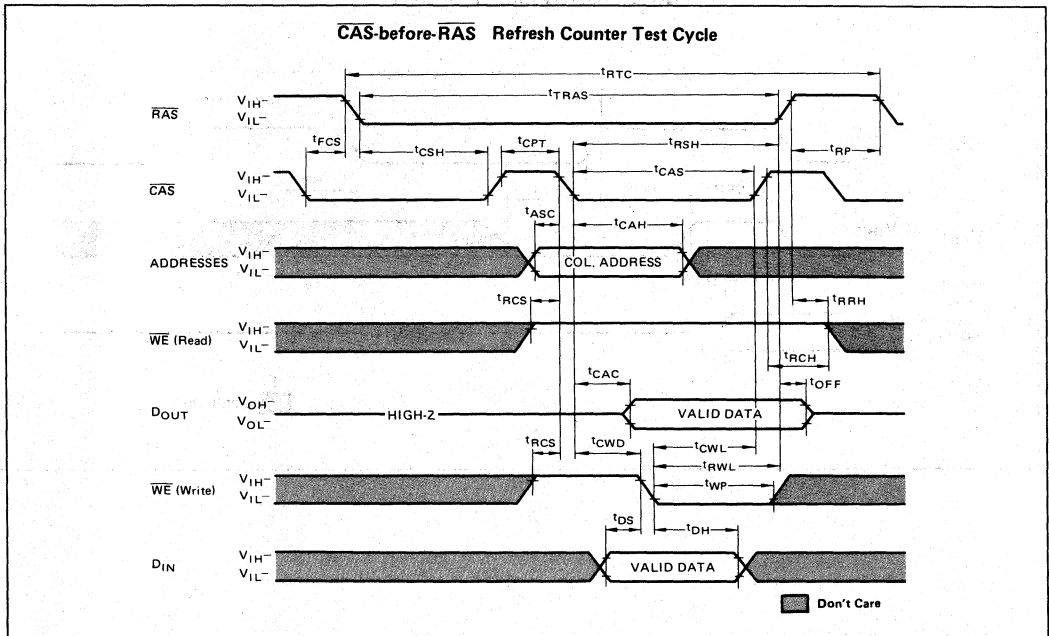 CAS-before-RAS Refresh Counter Test Cycle
tRTC
tTRAS
RAS
VIH-
VIL-
tFCS
tCSH
tCPT
tRSH
tRP
CAS
VIH-
VIL-
tCAS
tASC
tCAH
ADDRESSES
VIH-
VIL-
COL. ADDRESS
tRCS
tRRH
WE (Read)
VIH-
VIL-
tRCH
tCAC
tOFF
DOUT
VOH-
VOL-
HIGH-Z
VALID DATA
tRCS
tCWD
tCWL
tRWL
WE (Write)
VIH-
VIL-
tWP
tDS
tDH
DIN
VIH-
VIL-
VALID DATA
Don't Care